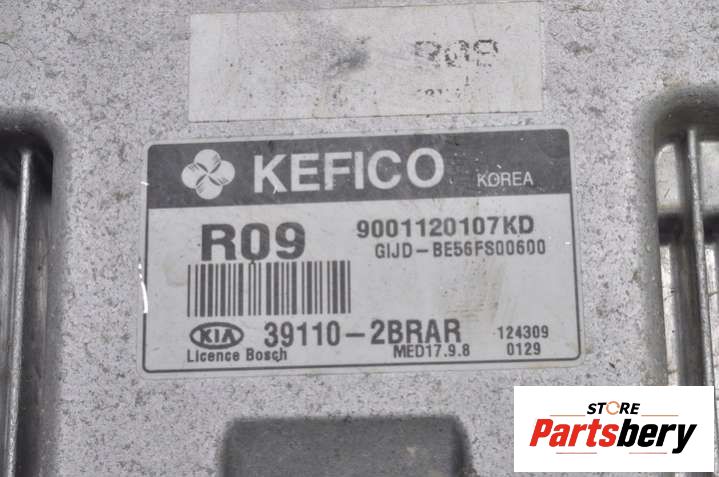 R09
KEFICO KOREA
R09 9001120107KD
GIJD-BE56FS00600
KIA 39110-2BRAR 124309
Licence Bosch MED17.9.8 0129
STORE
Partsbery